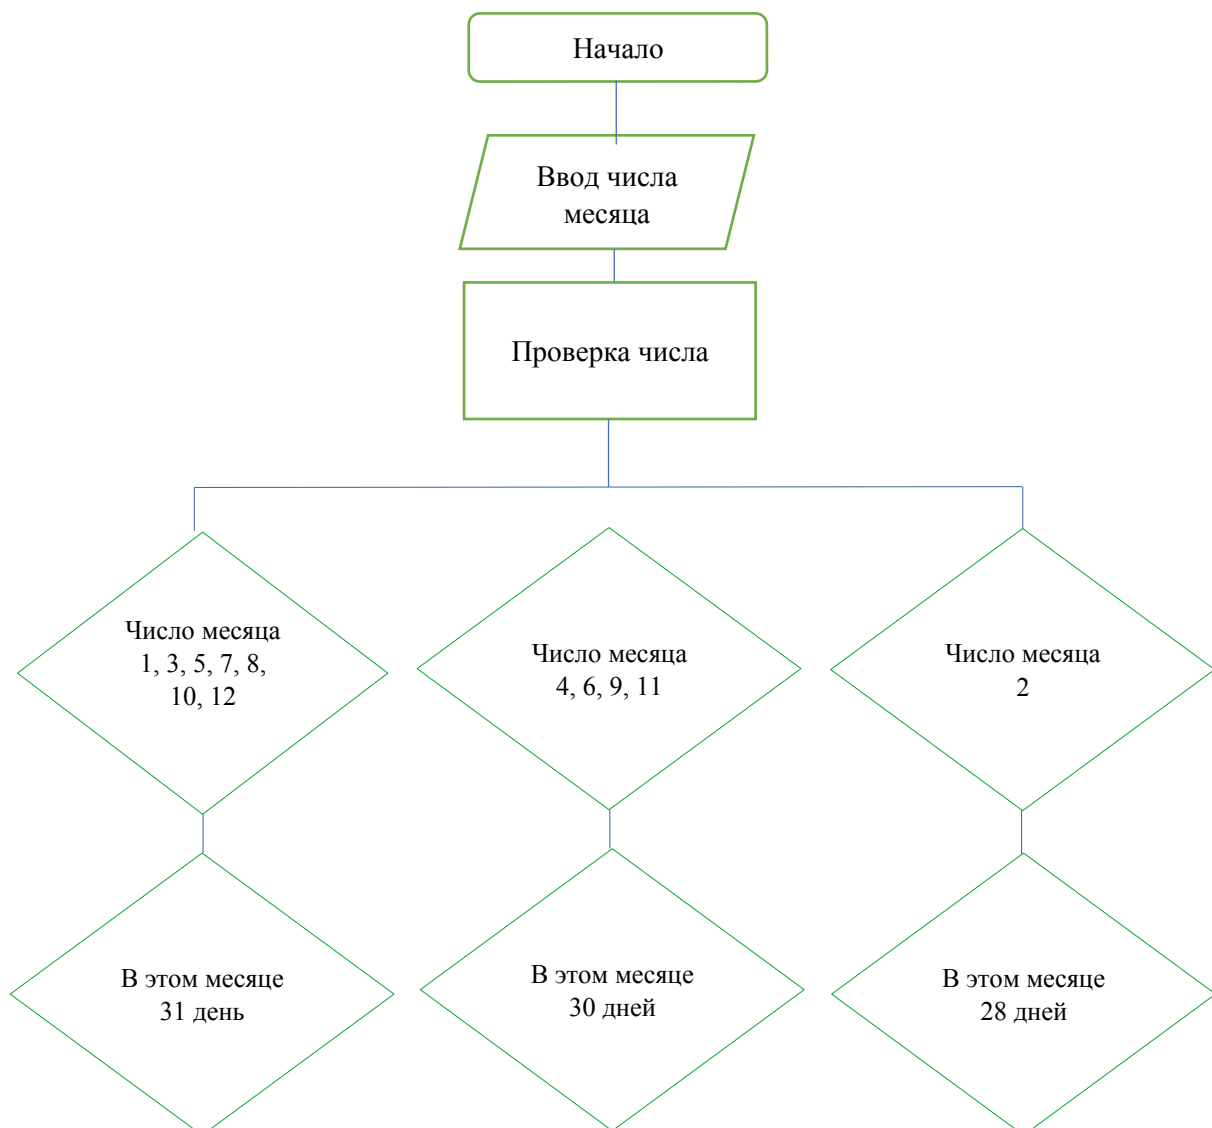 Начало
Ввод числа
месяца
Проверка числа
Число месяца
1, 3, 5, 7, 8,
10, 12
Число месяца
4, 6, 9, 11
Число месяца
2
В этом месяце
31 день
В этом месяце
30 дней
В этом месяце
28 дней